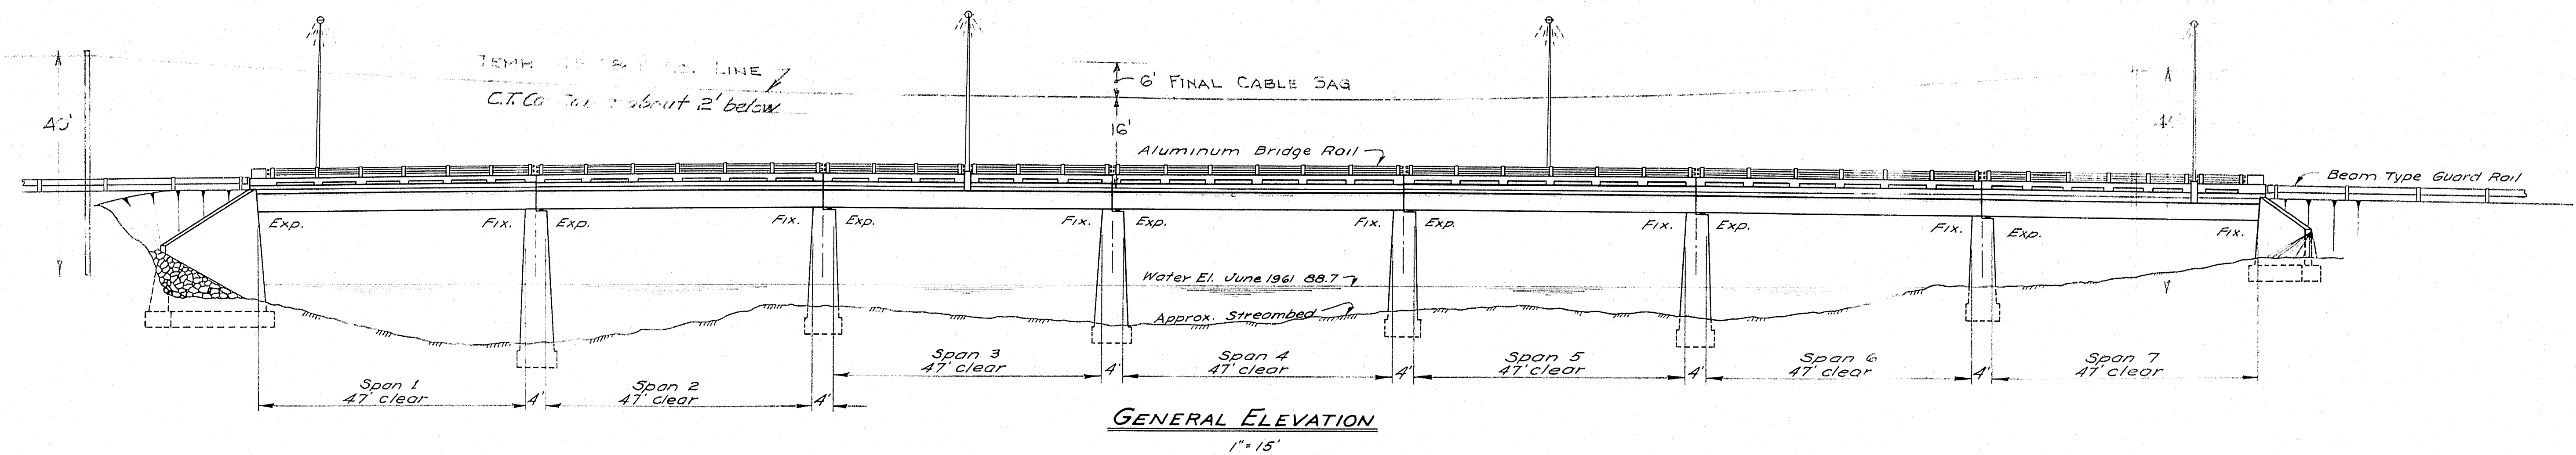 LINE
C.T.Co about 2' below
6' FINAL CABLE SAG
40'
16'
Aluminum Bridge Rail
Beam Type Guard Rail
Exp. Fix. Exp. Fix. Exp. Fix. Exp. Fix. Exp. Fix. Exp. Fix. Exp. Fix.
Water El. June 1961 88.7
Approx. Streambed
Span 1
47' clear
4'
Span 2
47' clear
4'
Span 3
47' clear
4'
Span 4
47' clear
4'
Span 5
47' clear
4'
Span 6
47' clear
4'
Span 7
47' clear
GENERAL ELEVATION
1" = 15'